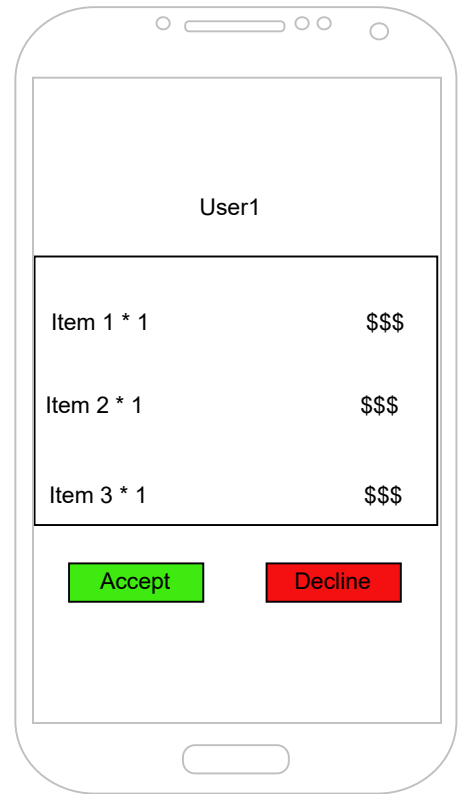 User1
Item 1 * 1 $$$
Item 2 * 1 $$$
Item 3 * 1 $$$
Accept Decline